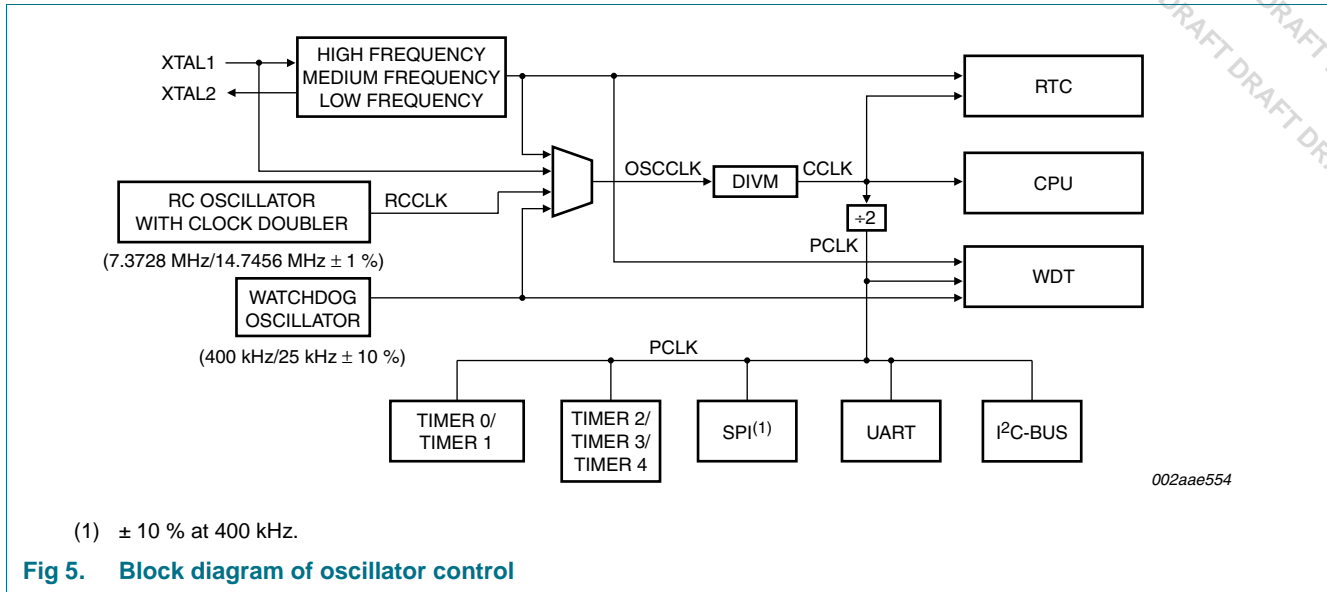 DRAFT DRAFT DRAFT DR
DRAFT DRAFT
XTAL1
XTAL2
HIGH FREQUENCY
MEDIUM FREQUENCY
LOW FREQUENCY
RTC
OSCCLK
DIVM
CCLK
CPU
RC OSCILLATOR
WITH CLOCK DOUBLER
RCCLK
÷2
(7.3728 MHz/14.7456 MHz ± 1 %)
PCLK
WDT
WATCHDOG
OSCILLATOR
(400 kHz/25 kHz ± 10 %)
PCLK
TIMER 0/
TIMER 1
TIMER 2/
TIMER 3/
TIMER 4
SPI(1)
UART
I2C-BUS
002aae554
(1) ± 10 % at 400 kHz.
Fig 5. Block diagram of oscillator control